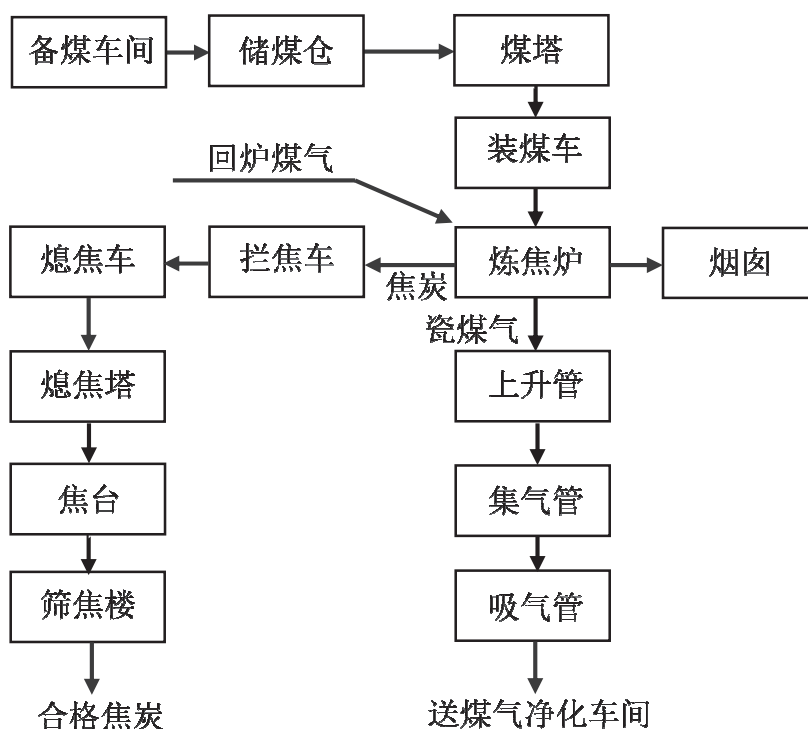 备煤车间
储煤仓
煤塔
装煤车
回炉煤气
熄焦车
拦焦车
炼焦炉
烟囱
焦炭
瓷煤气
熄焦塔
上升管
焦台
集气管
筛焦楼
吸气管
合格焦炭
送煤气净化车间